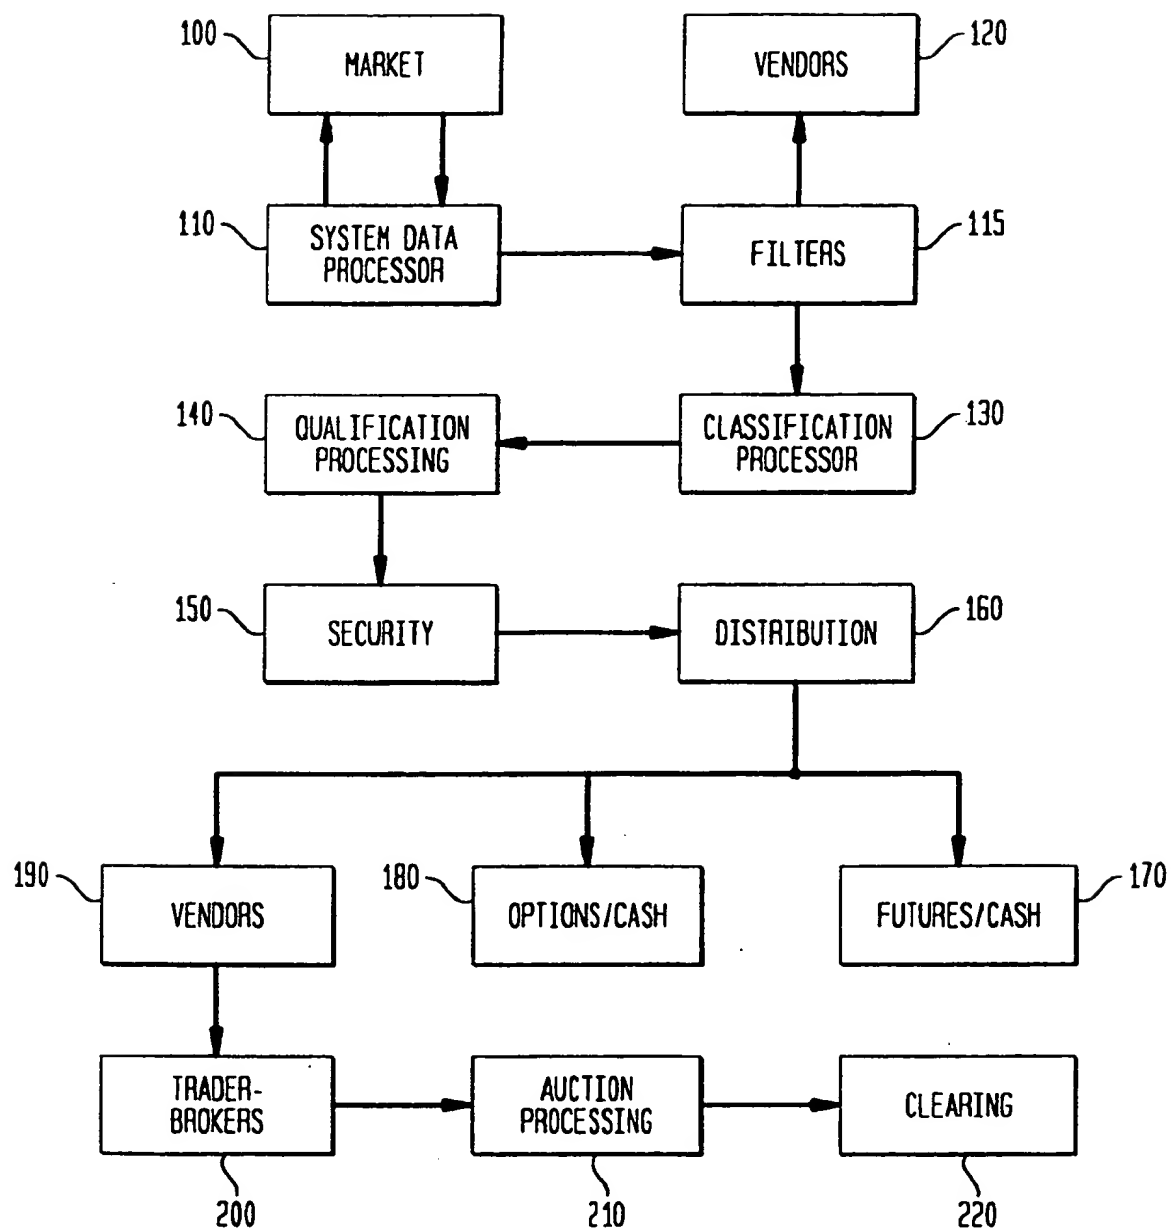 100
MARKET
VENDORS
120
110
SYSTEM DATA
PROCESSOR
FILTERS
115
140
QUALIFICATION
PROCESSING
CLASSIFICATION
PROCESSOR
130
150
SECURITY
DISTRIBUTION
160
190
VENDORS
180
OPTIONS/CASH
FUTURES/CASH
170
TRADER-
BROKERS
AUCTION
PROCESSING
CLEARING
200
210
220